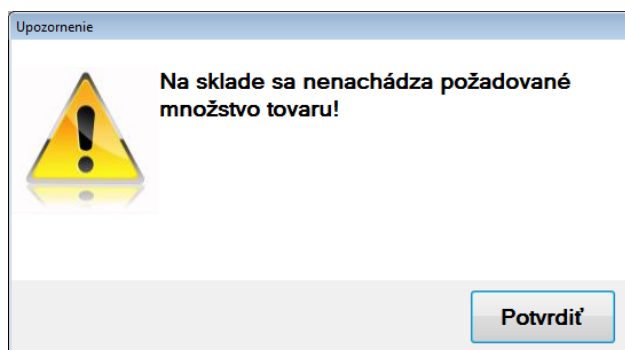 Upozornenie
Na sklade sa nenachádza požadované
množstvo tovaru!
Potvrdiť